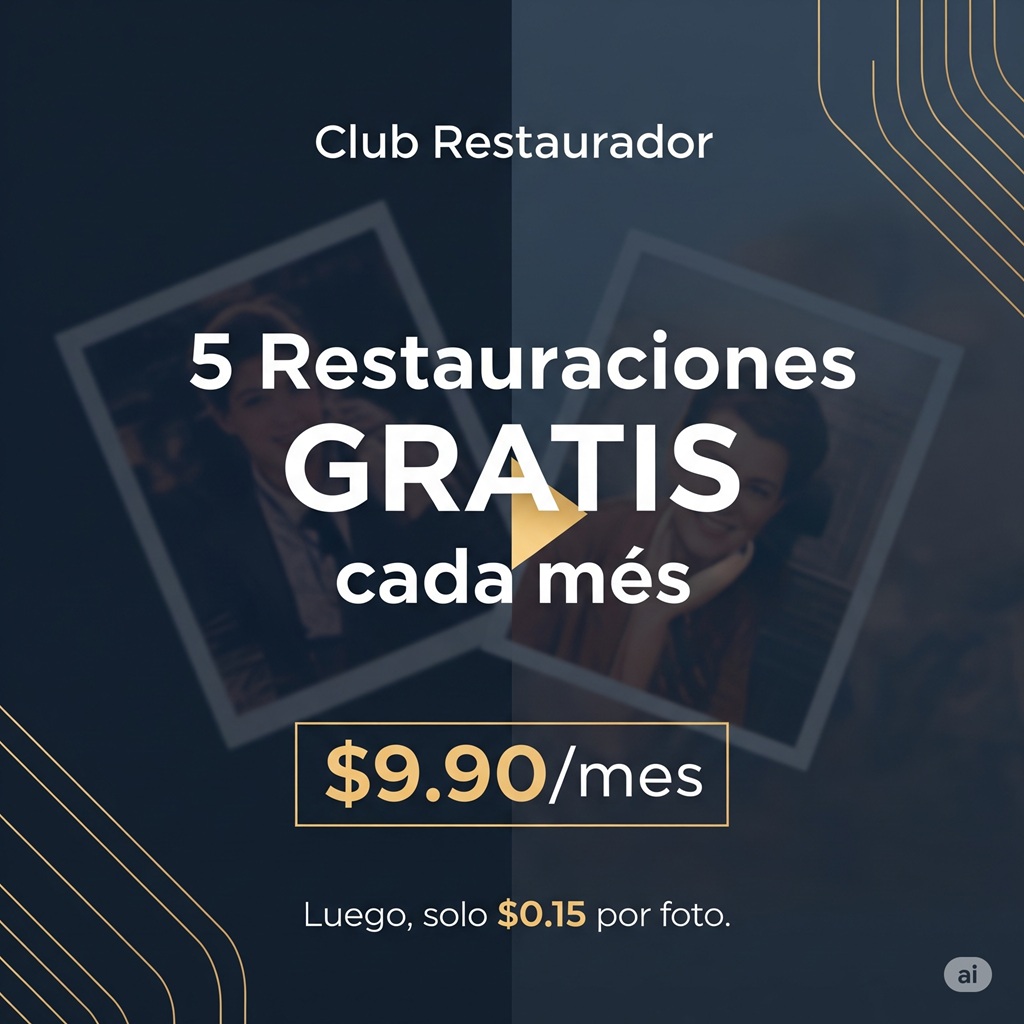 Club Restaurador
5 Restauraciones
GRATIS
cada més
$9.90/mes
Luego, solo $0.15 por foto.
ai